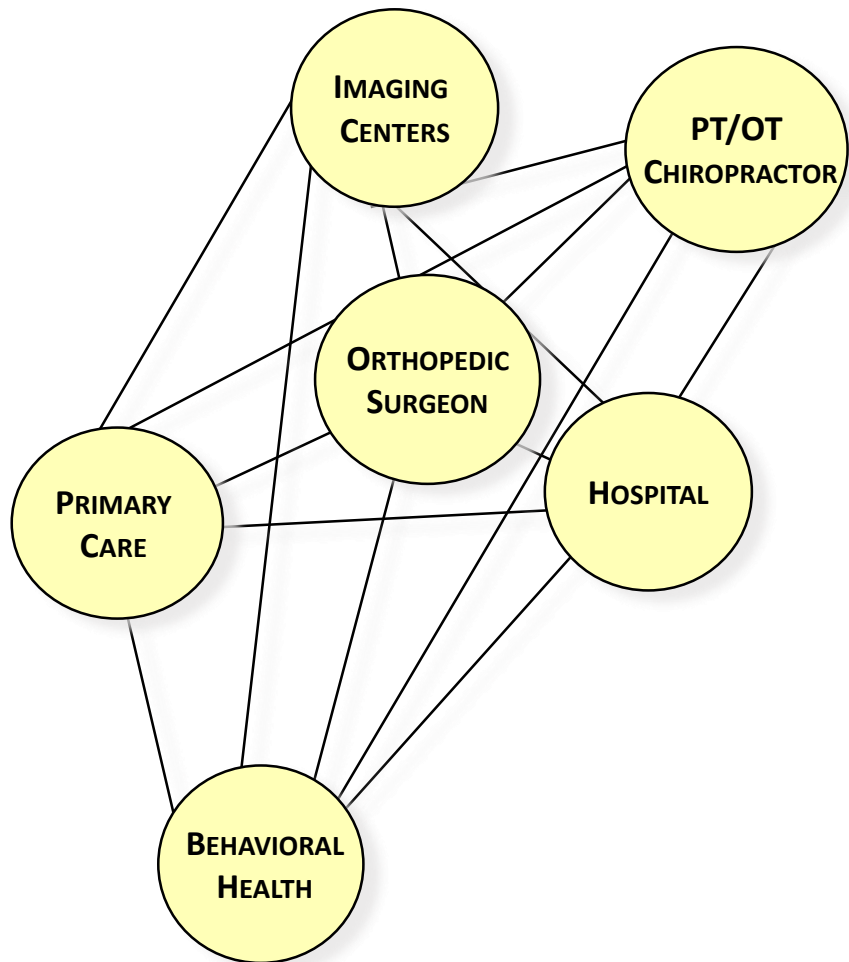 IMAGING
CENTERS
PT/OT
CHIROPRACTOR
ORTHOPEDIC
SURGEON
PRIMARY
CARE
HOSPITAL
BEHAVIORAL
HEALTH